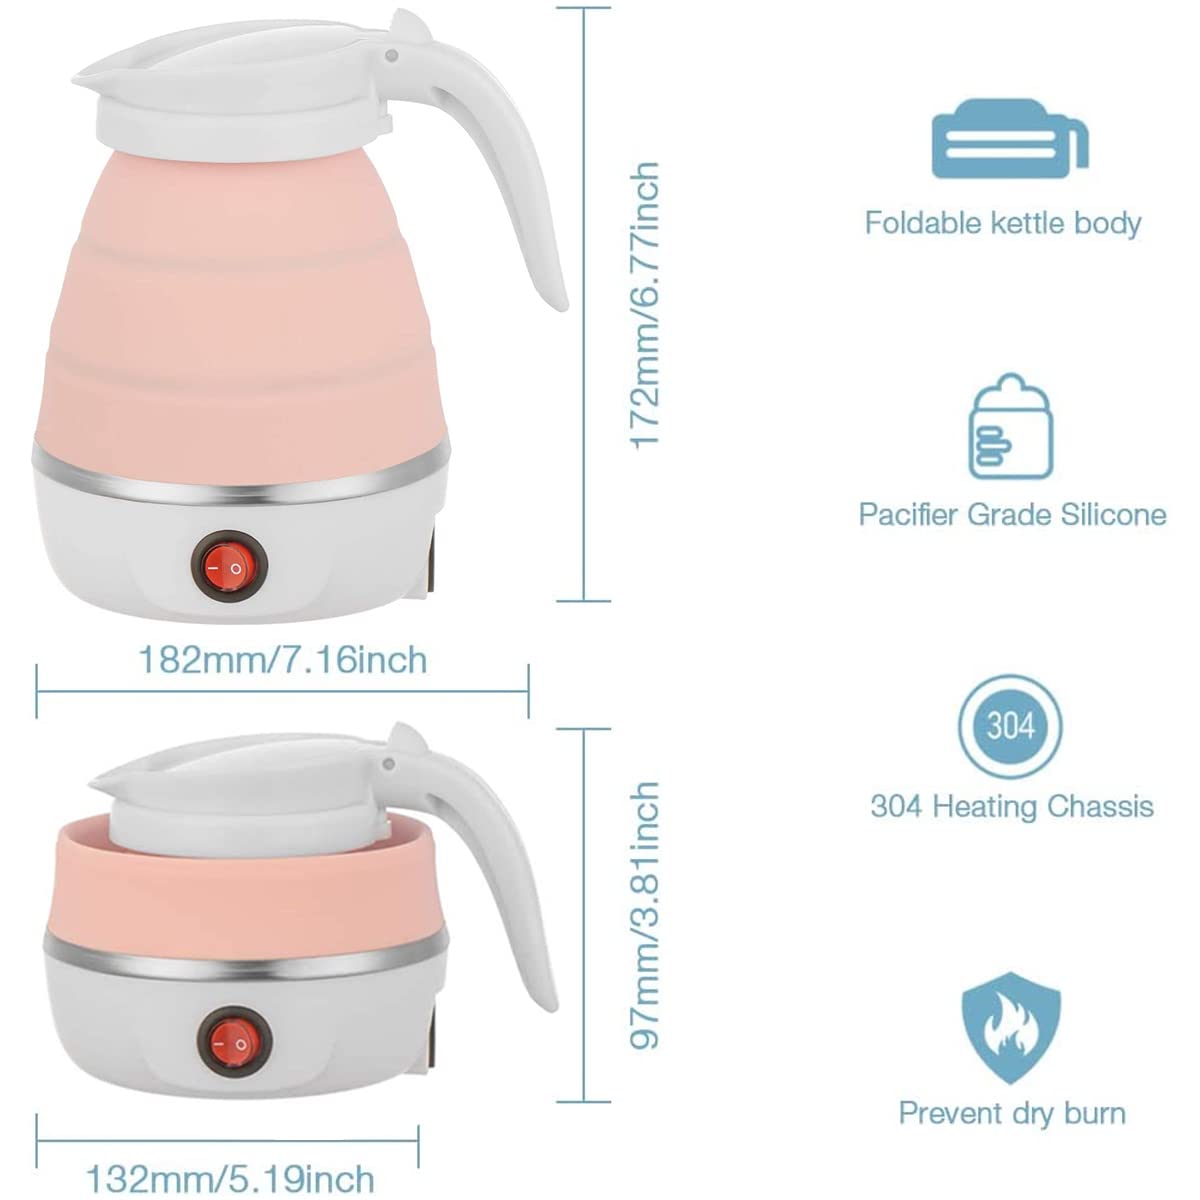 172mm/6.77inch
182mm/7.16inch
97mm/3.81inch
132mm/5.19inch
Foldable kettle body
Pacifier Grade Silicone
304
304 Heating Chassis
Prevent dry burn